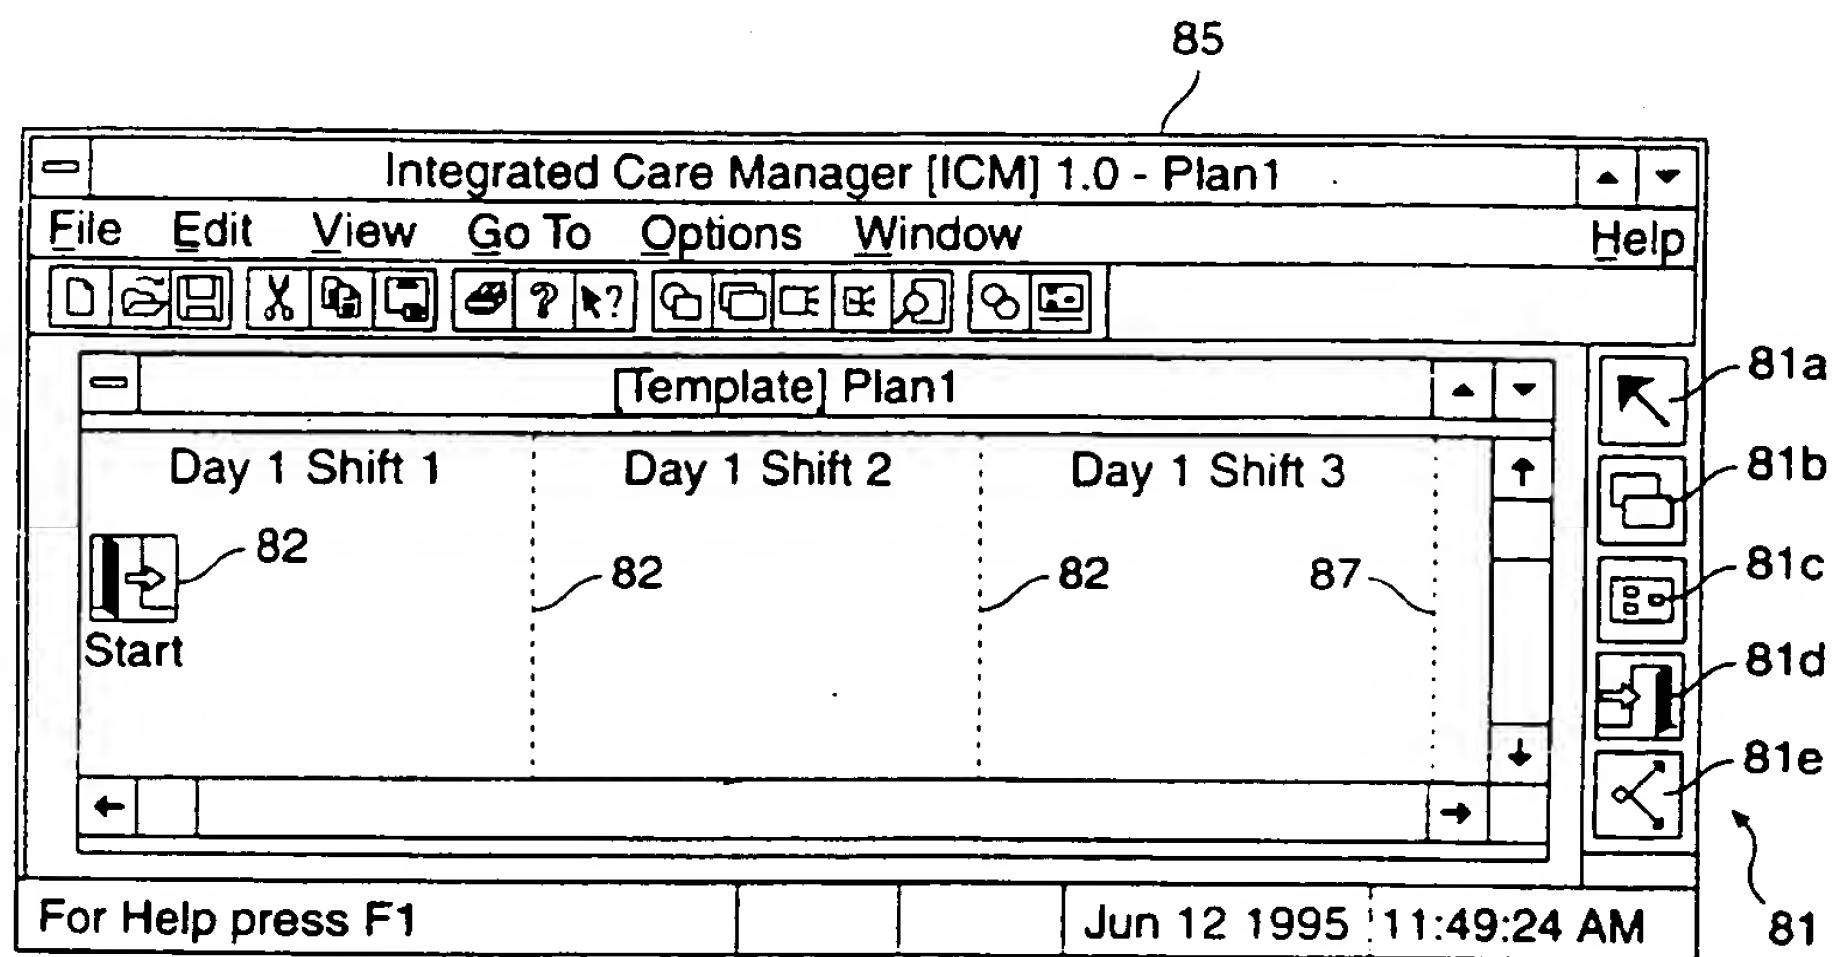 85
Integrated Care Manager [ICM] 1.0 - Plan1
File Edit View Go To Options Window Help
? ?
[Template] Plan1
81a
Day 1 Shift 1 Day 1 Shift 2 Day 1 Shift 3
81b
82 82 82 87
81c
Start
81d
81e
For Help press F1 Jun 12 1995 11:49:24 AM
81